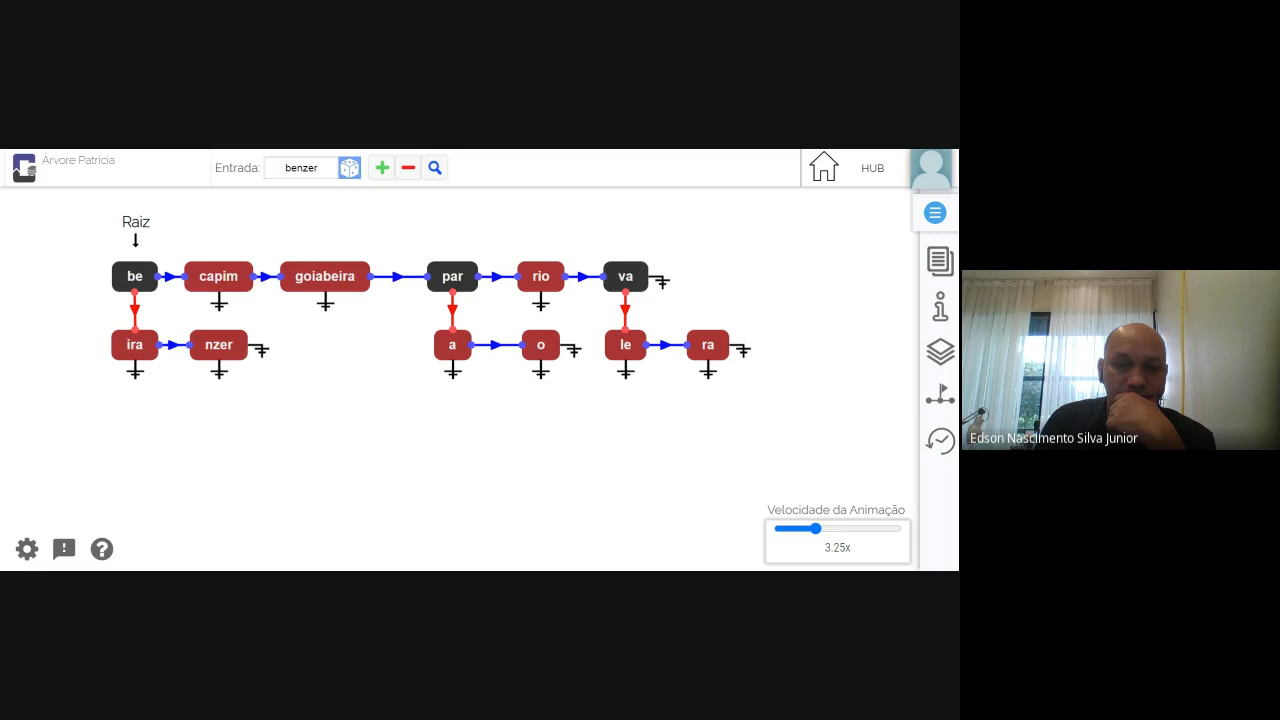 Árvore Patricia
Entrada: benzer
HUB
Raiz
be capim goiabeira par rio va
ira nzer a o le ra
Edson Nascimento Silva Junior
Velocidade da Animação
3.25x